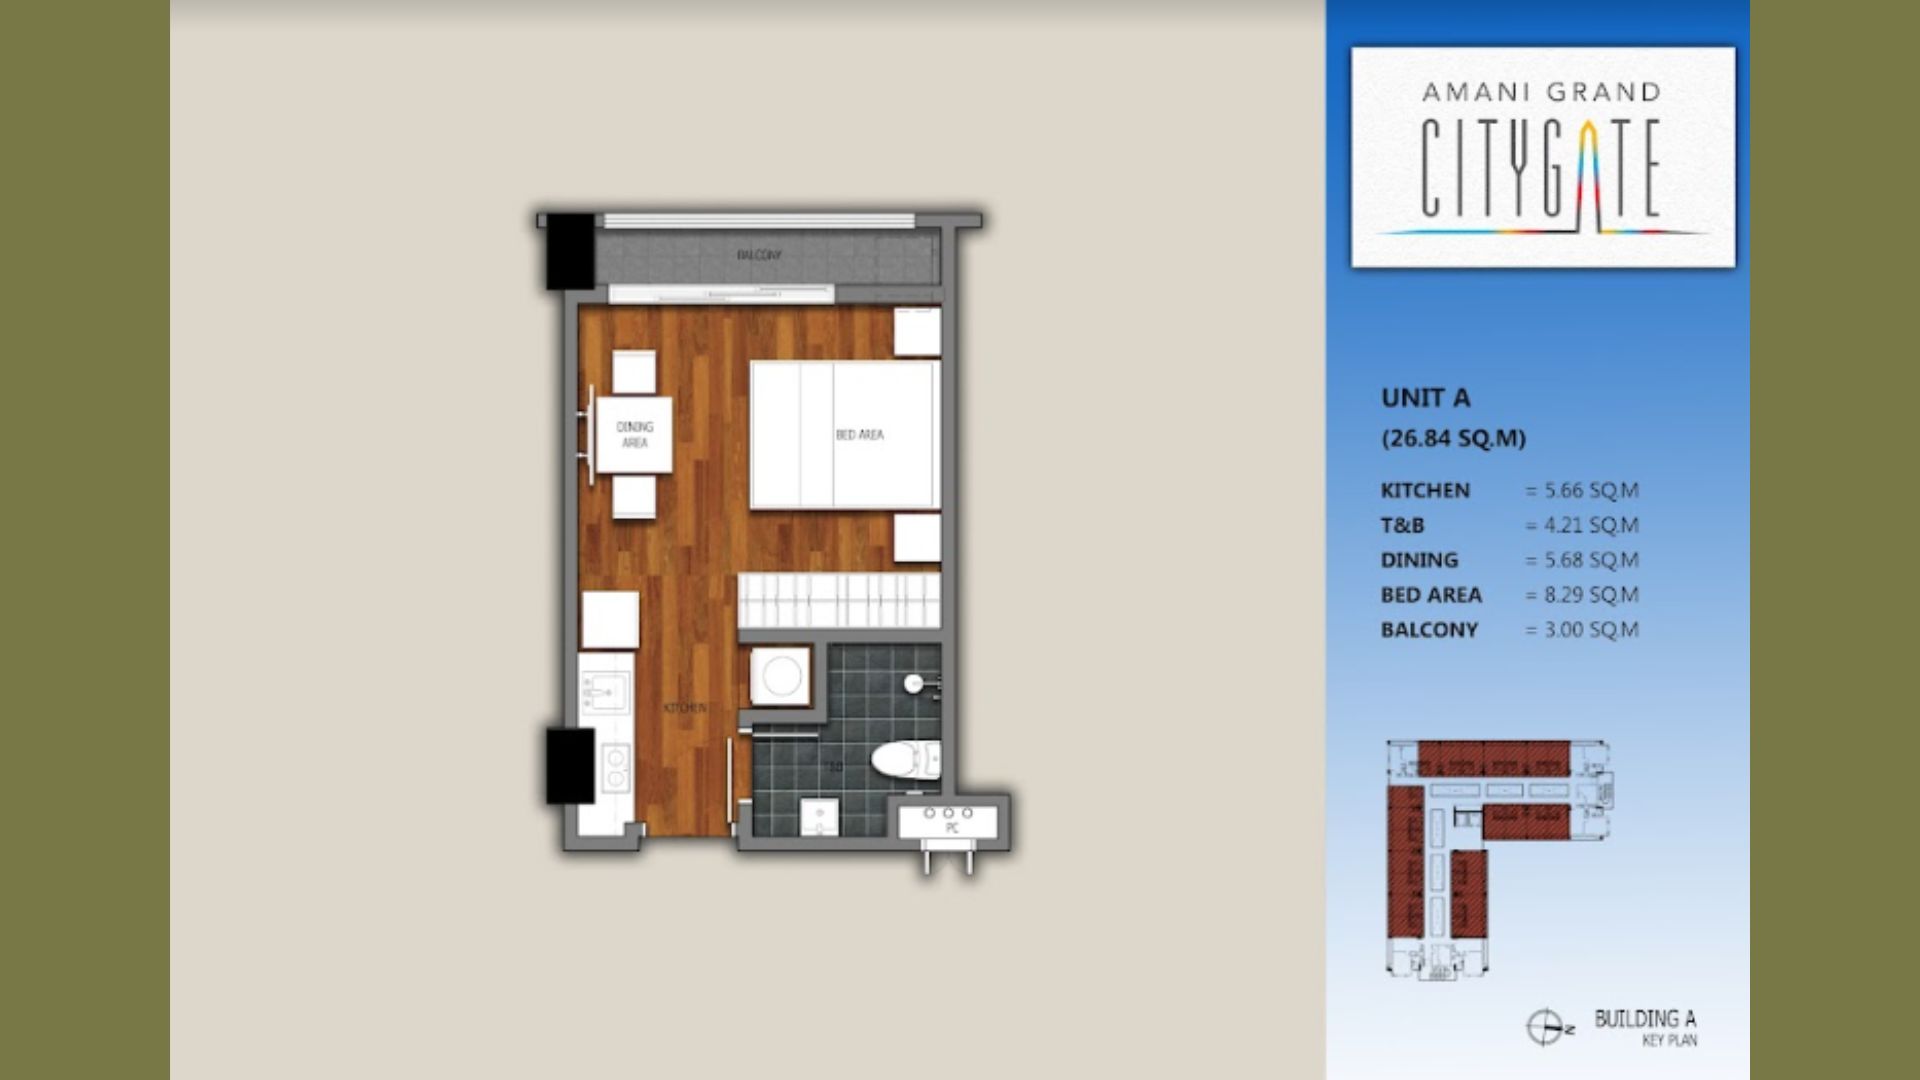 BALCONY
DINING
AREA
BED AREA
KITCHEN
PC
AMANI GRAND
CITYGATE
UNIT A
(26.84 SQ.M)
KITCHEN = 5.66 SQ.M
T&B = 4.21 SQ.M
DINING = 5.68 SQ.M
BED AREA = 8.29 SQ.M
BALCONY = 3.00 SQ.M
N
BUILDING A
KEY PLAN